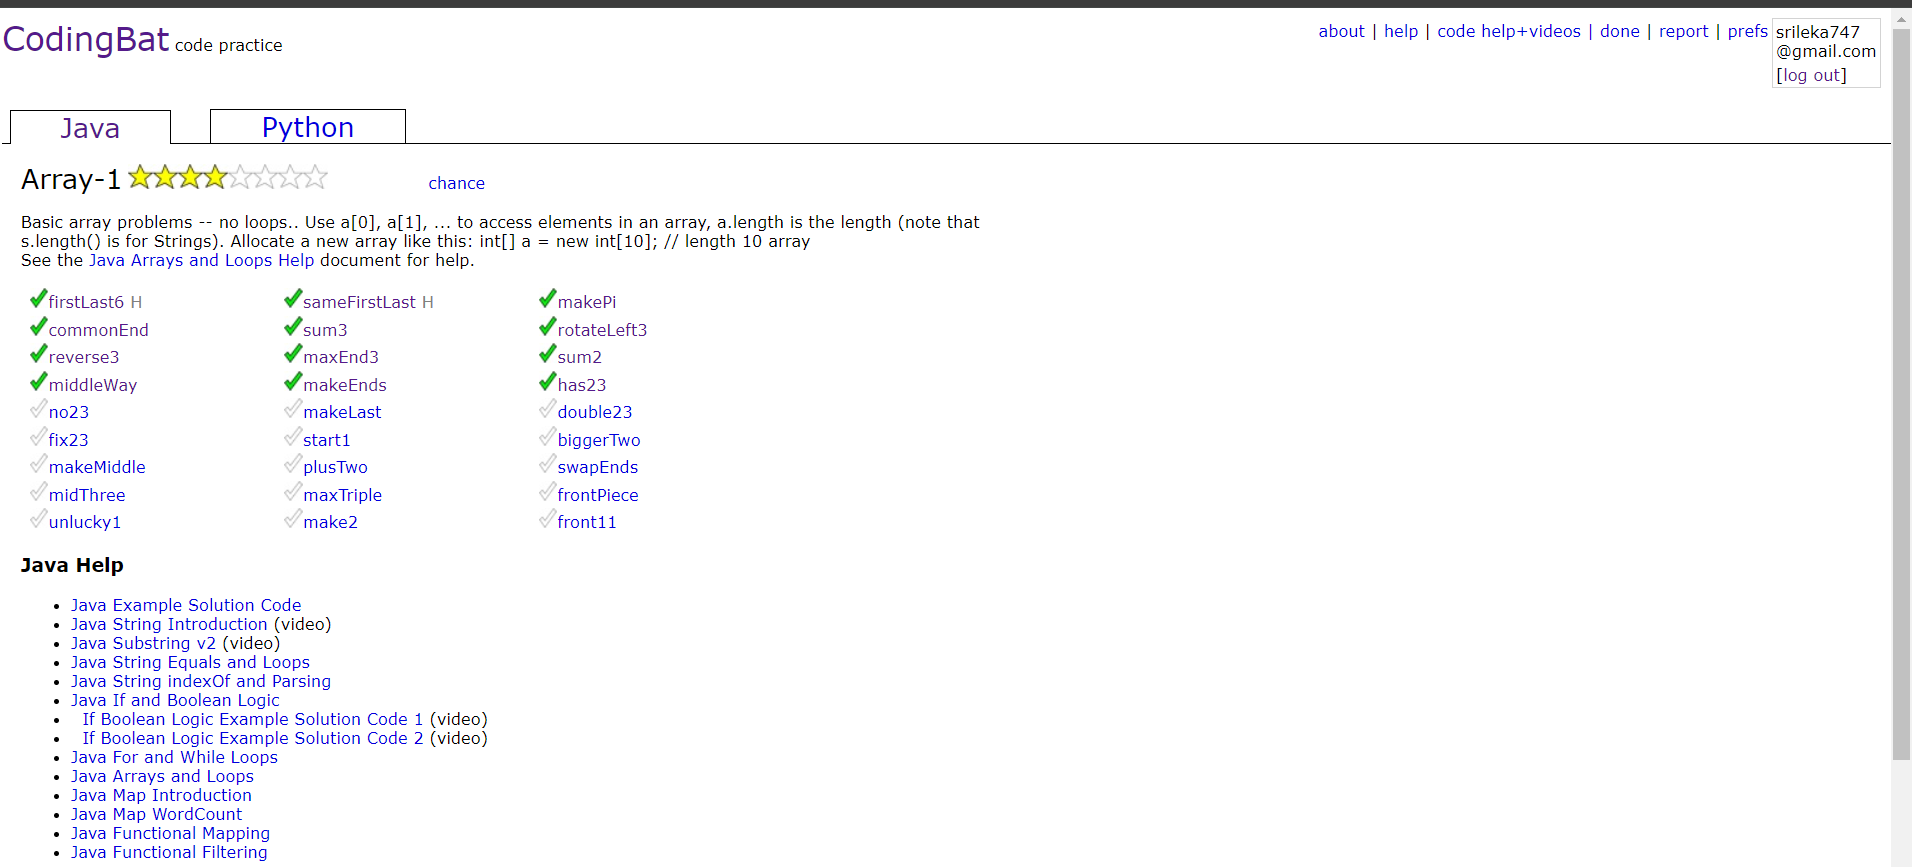 CodingBat code practice
about | help | code help+videos | done | report | prefs
srileka747
@gmail.com
[log out]
Java Python
Array-1 chance
Basic array problems -- no loops.. Use a[0], a[1], ... to access elements in an array, a.length is the length (note that
s.length() is for Strings). Allocate a new array like this: int[] a = new int[10]; // length 10 array
See the Java Arrays and Loops Help document for help.
firstLast6 H sameFirstLast H makePi
commonEnd sum3 rotateLeft3
reverse3 maxEnd3 sum2
middleWay makeEnds has23
no23 makeLast double23
fix23 start1 biggerTwo
makeMiddle plusTwo swapEnds
midThree maxTriple frontPiece
unlucky1 make2 front11
Java Help
Java Example Solution Code
Java String Introduction (video)
Java Substring v2 (video)
Java String Equals and Loops
Java String indexOf and Parsing
Java If and Boolean Logic
If Boolean Logic Example Solution Code 1 (video)
If Boolean Logic Example Solution Code 2 (video)
Java For and While Loops
Java Arrays and Loops
Java Map Introduction
Java Map WordCount
Java Functional Mapping
Java Functional Filtering